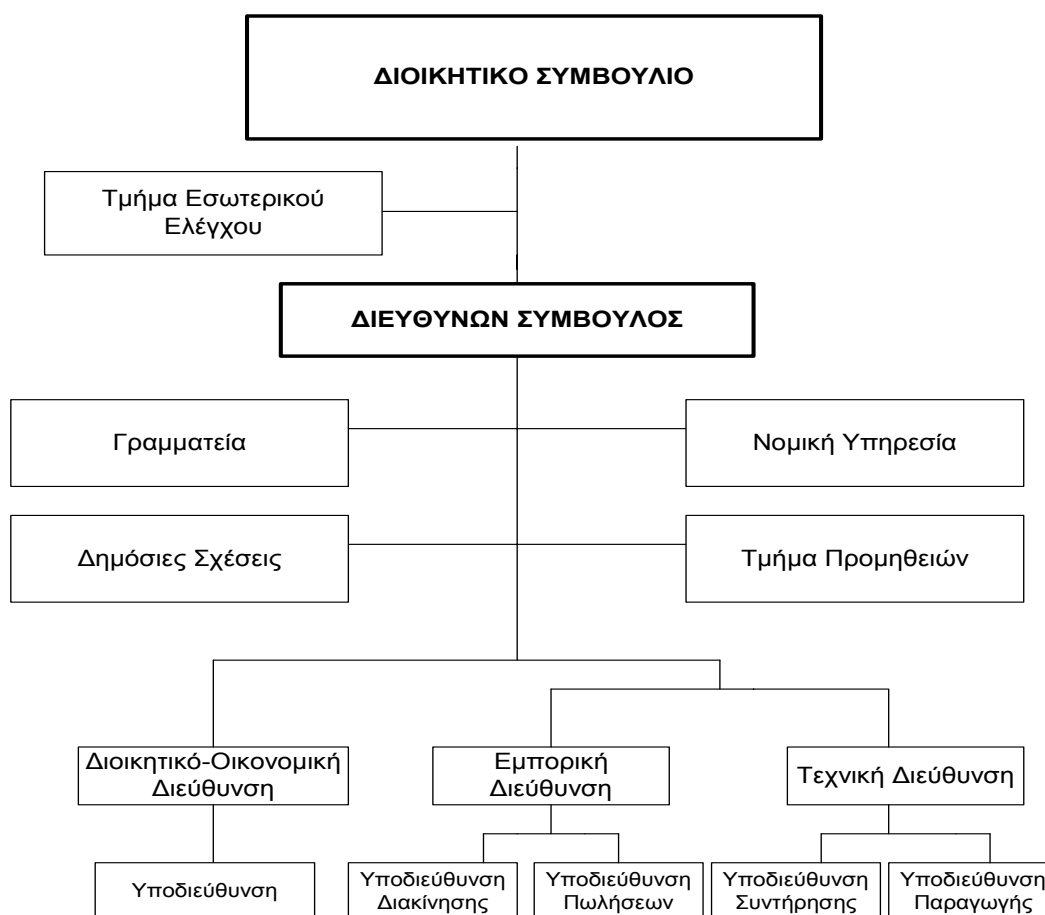 ΔΙΟΙΚΗΤΙΚΟ ΣΥΜΒΟΥΛΙΟ
Τμήμα Εσωτερικού
Ελέγχου
ΔΙΕΥΘΥΝΩΝ ΣΥΜΒΟΥΛΟΣ
Γραμματεία
Νομική Υπηρεσία
Δημόσιες Σχέσεις
Τμήμα Προμηθειών
Διοικητικό-Οικονομική
Διεύθυνση
Εμπορική
Διεύθυνση
Τεχνική Διεύθυνση
Υποδιεύθυνση
Υποδιεύθυνση
Διακίνησης
Υποδιεύθυνση
Πωλήσεων
Υποδιεύθυνση
Συντήρησης
Υποδιεύθυνση
Παραγωγής